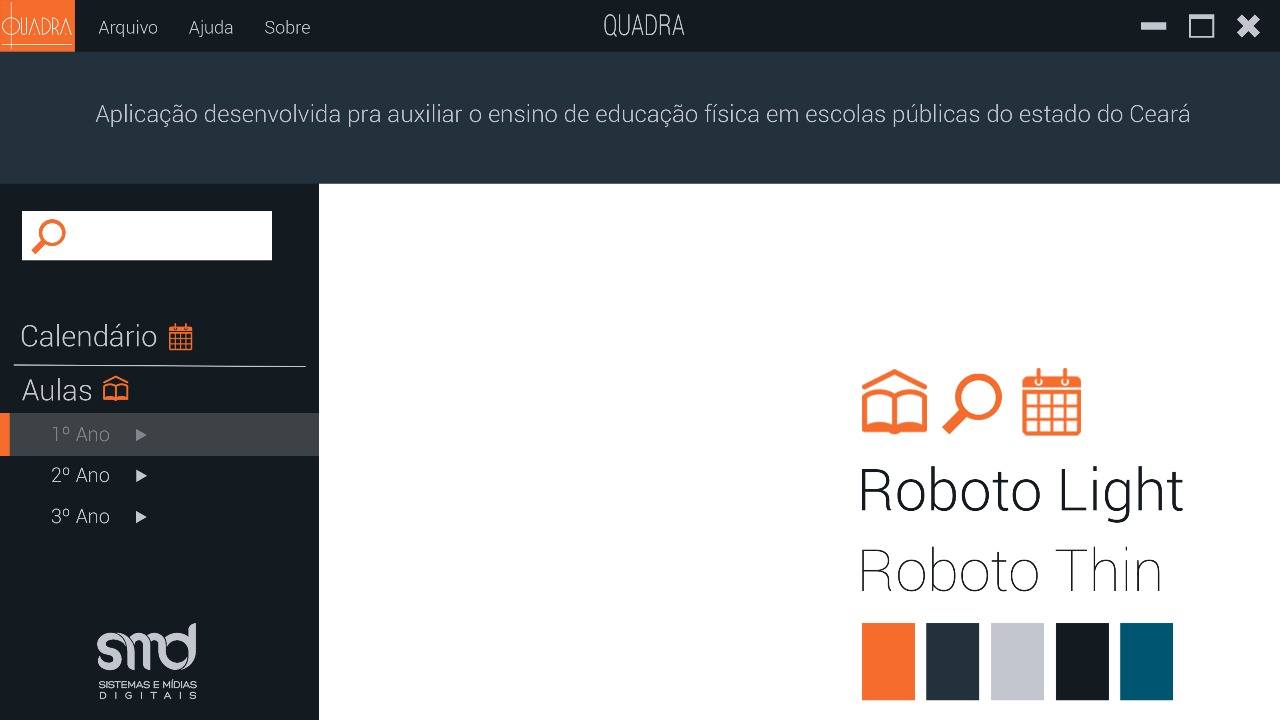 QUADRA Arquivo Ajuda Sobre QUADRA
Aplicação desenvolvida pra auxiliar o ensino de educação física em escolas públicas do estado do Ceará
Calendário
Aulas
1º Ano
2º Ano
3º Ano
Roboto Light
Roboto Thin
smd
SISTEMAS E MÍDIAS
DIGITAIS